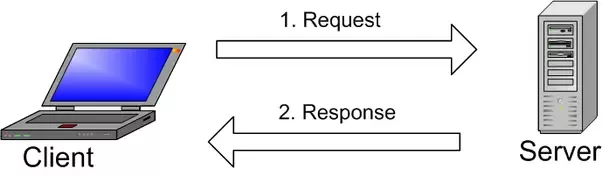 1. Request
2. Response
Client
Server